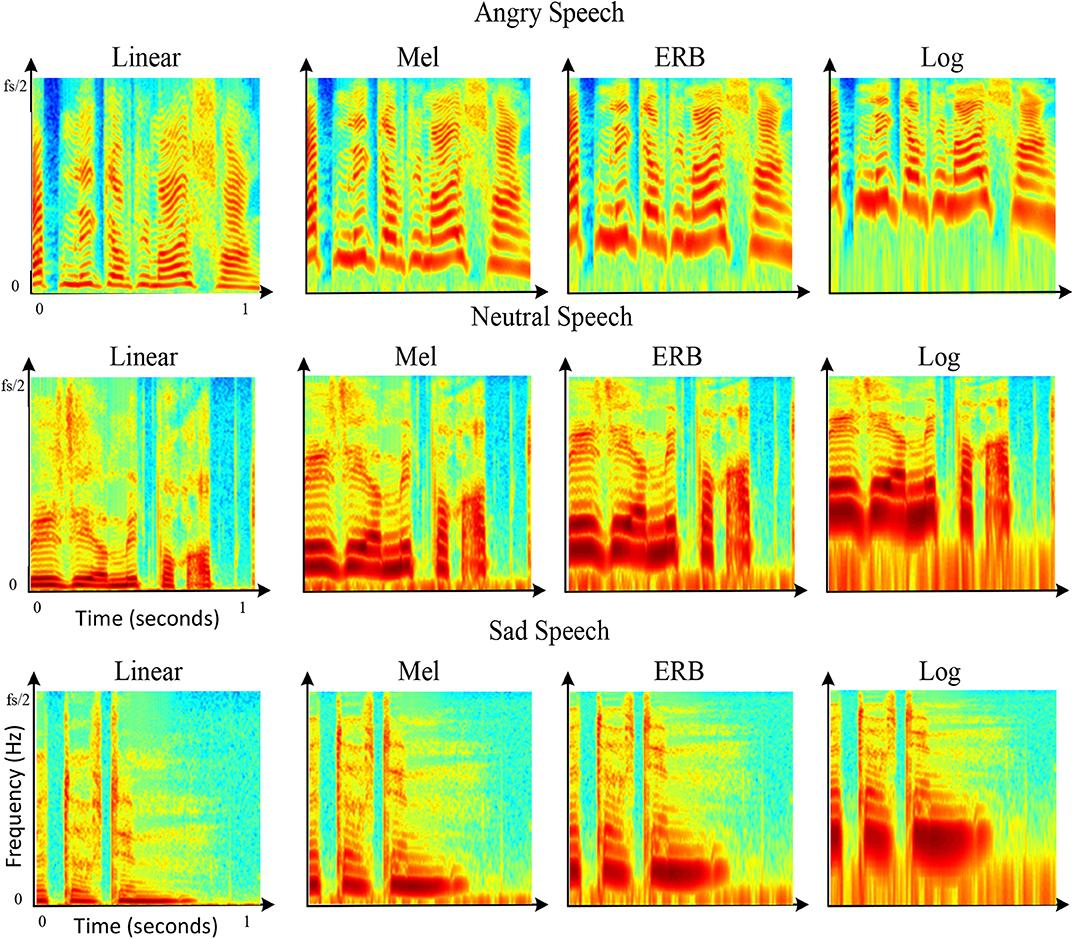 Angry Speech
Linear Mel ERB Log
fs/2
0
0 1
Neutral Speech
Linear Mel ERB Log
fs/2
0
0 1
Time (seconds)
Sad Speech
Linear Mel ERB Log
fs/2
Frequency (Hz)
0
0 1
Time (seconds)